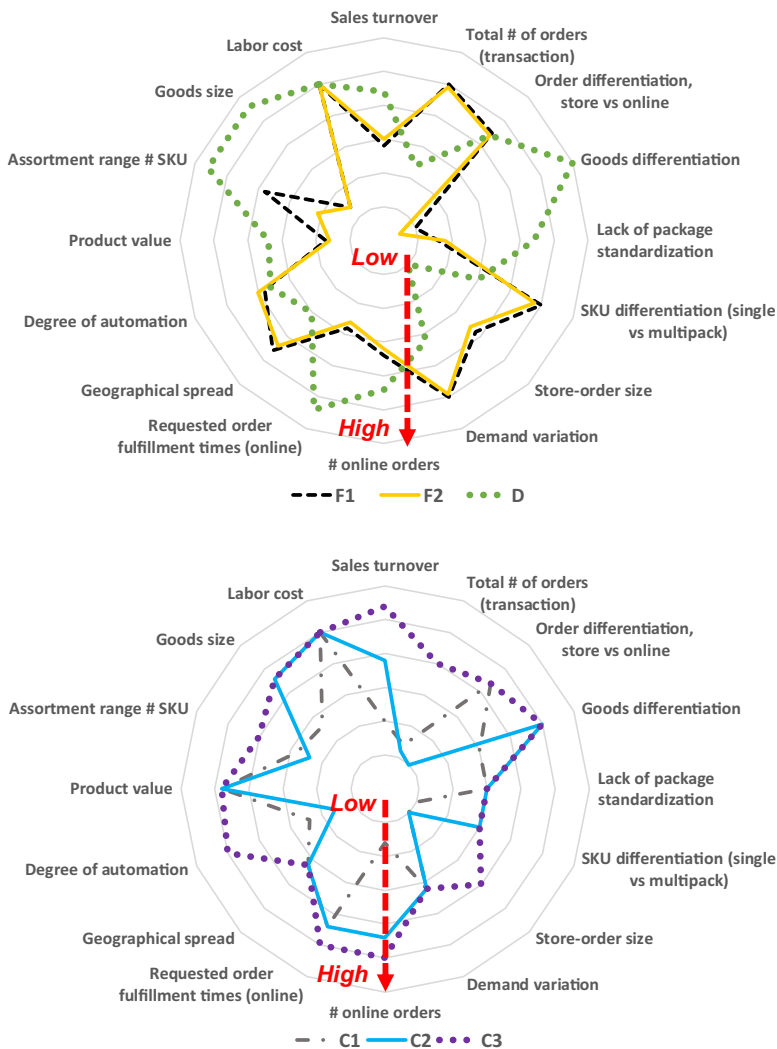 Sales turnover
Total # of orders
(transaction)
Labor cost
Order differentiation,
store vs online
Goods size
Assortment range # SKU
Goods differentiation
Product value
Lack of package
standardization
Low
Degree of automation
SKU differentiation (single
vs multipack)
Geographical spread
Store-order size
Requested order
fulfillment times (online)
High
Demand variation
# online orders
F1 F2 D
Sales turnover
Total # of orders
(transaction)
Labor cost
Order differentiation,
store vs online
Goods size
Assortment range # SKU
Goods differentiation
Product value
Lack of package
standardization
Low
Degree of automation
SKU differentiation (single
vs multipack)
Geographical spread
Store-order size
Requested order
fulfillment times (online)
High
Demand variation
# online orders
C1 C2 C3